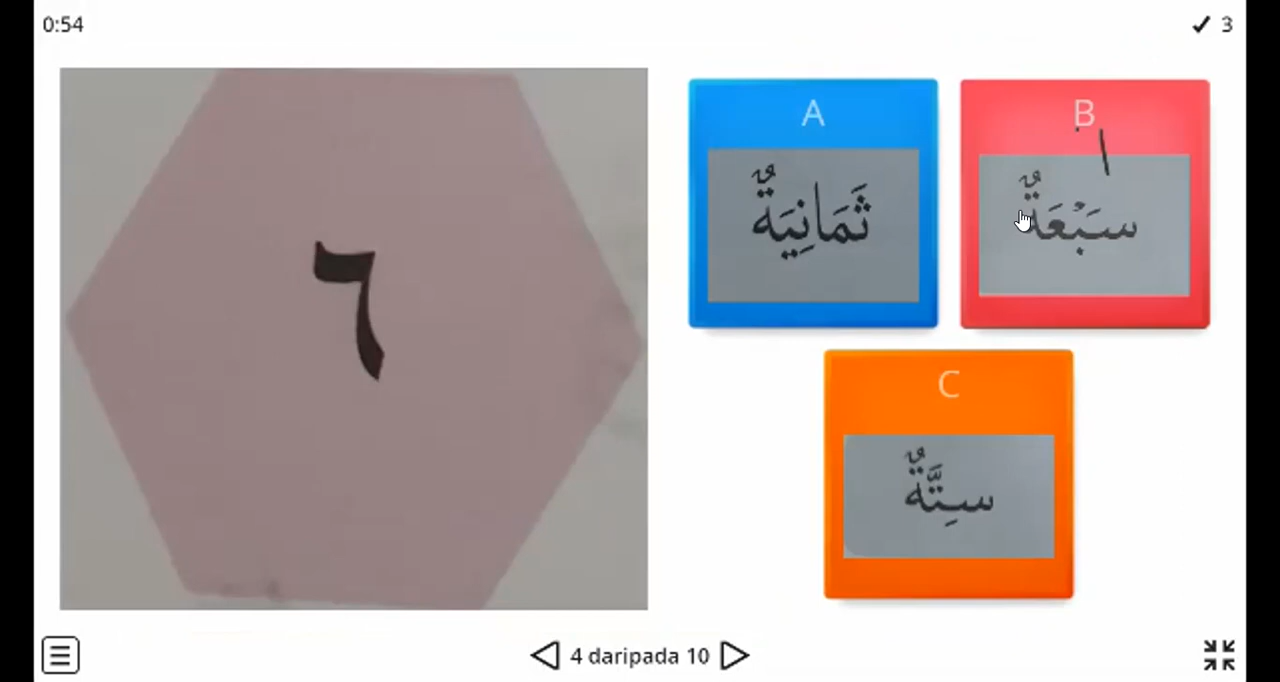 0:54
✓ 3
٦
A
ثَمَانِيَةٌ
B
سَبْعَةٌ
C
سِتَّةٌ
4 daripada 10